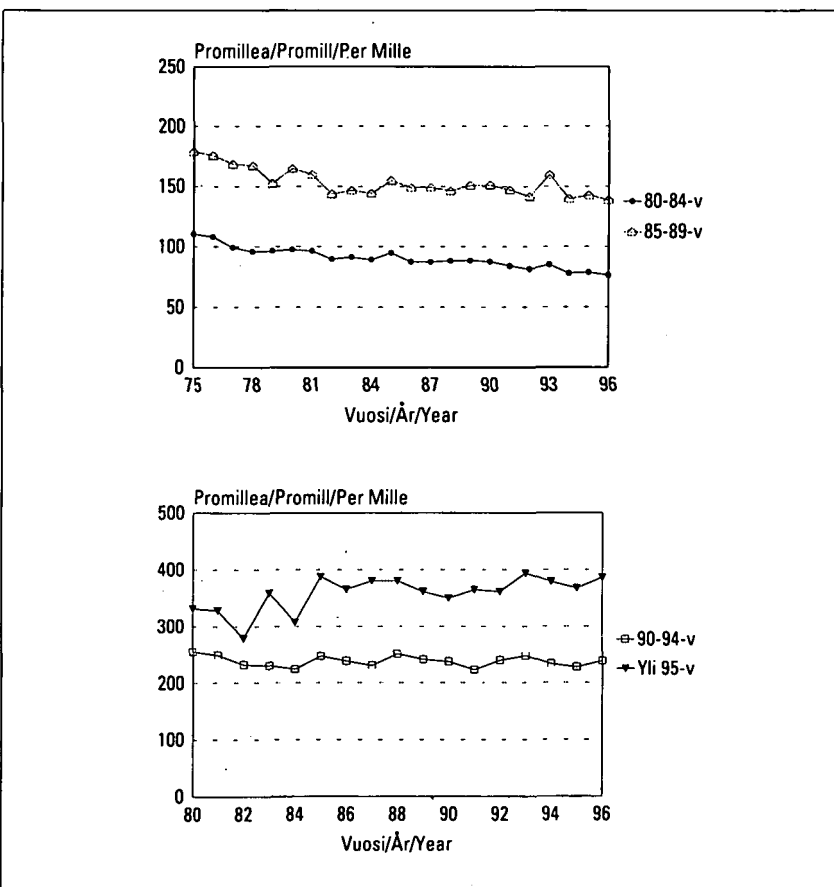 Promillea/Promill/Per Mille
250
200
150
100
50
0
75 78 81 84 87 90 93 96
Vuosi/År/Year
80-84-v
85-89-v
Promillea/Promill/Per Mille
500
400
300
200
100
0
80 82 84 86 88 90 92 94 96
Vuosi/År/Year
90-94-v
Yli 95-v